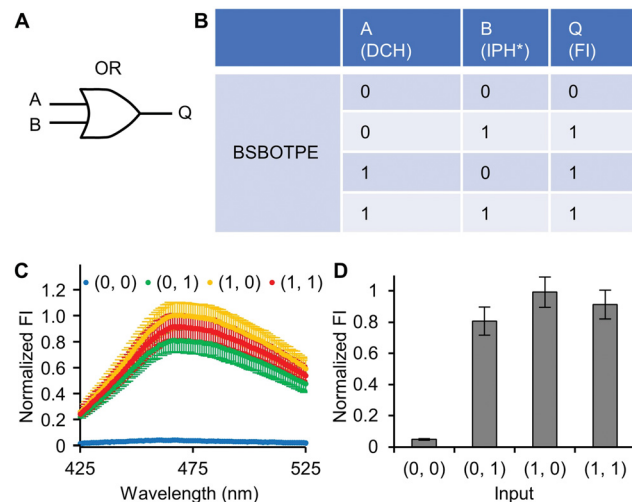 A
OR
A
B
Q
B
A (DCH)
B (IPH*)
Q (FI)
BSBOTPE
0 0 0
0 1 1
1 0 1
1 1 1
C
(0, 0) (0, 1) (1, 0) (1, 1)
Normalized FI
1.2
1.0
0.8
0.6
0.4
0.2
0
425 475 525
Wavelength (nm)
D
Normalized FI
1
0.8
0.6
0.4
0.2
0
(0, 0) (0, 1) (1, 0) (1, 1)
Input